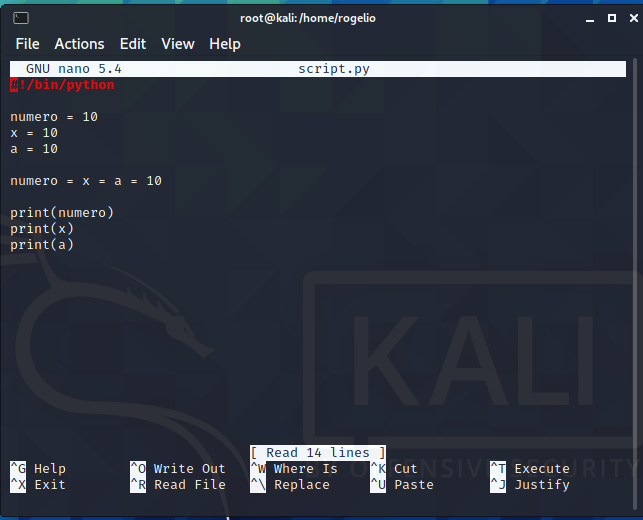 root@kali: /home/rogelio
File Actions Edit View Help
GNU nano 5.4 script.py
#!/bin/python
numero = 10
x = 10
a = 10
numero = x = a = 10
print(numero)
print(x)
print(a)
KALI
[ Read 14 lines ]
^G Help ^O Write Out ^W Where Is ^K Cut ^T Execute
OFFENSIVE SECURITY
^X Exit ^R Read File ^\ Replace ^U Paste ^J Justify